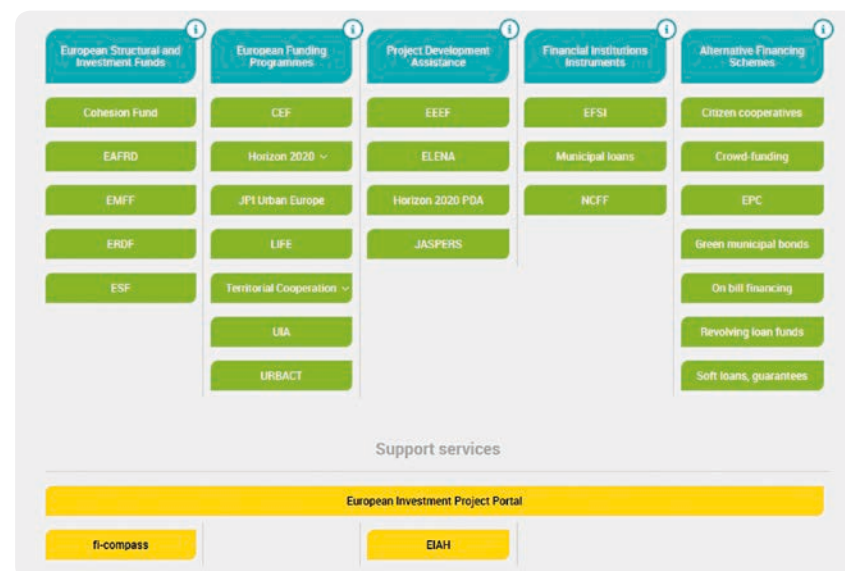 European Structural and
Investment Funds
Cohesion Fund
EAFRD
EMFF
ERDF
ESF
European Funding
Programmes
CEF
Horizon 2020
JPI Urban Europe
LIFE
Territorial Cooperation
UIA
URBACT
Project Development
Assistance
EEEF
ELENA
Horizon 2020 PDA
JASPERS
Financial Institutions
Instruments
EFSI
Municipal loans
NCFF
Alternative Financing
Schemes
Citizen cooperatives
Crowd-funding
EPC
Green municipal bonds
On bill financing
Revolving loan funds
Soft loans, guarantees
Support services
European Investment Project Portal
fi-compass
EIAH